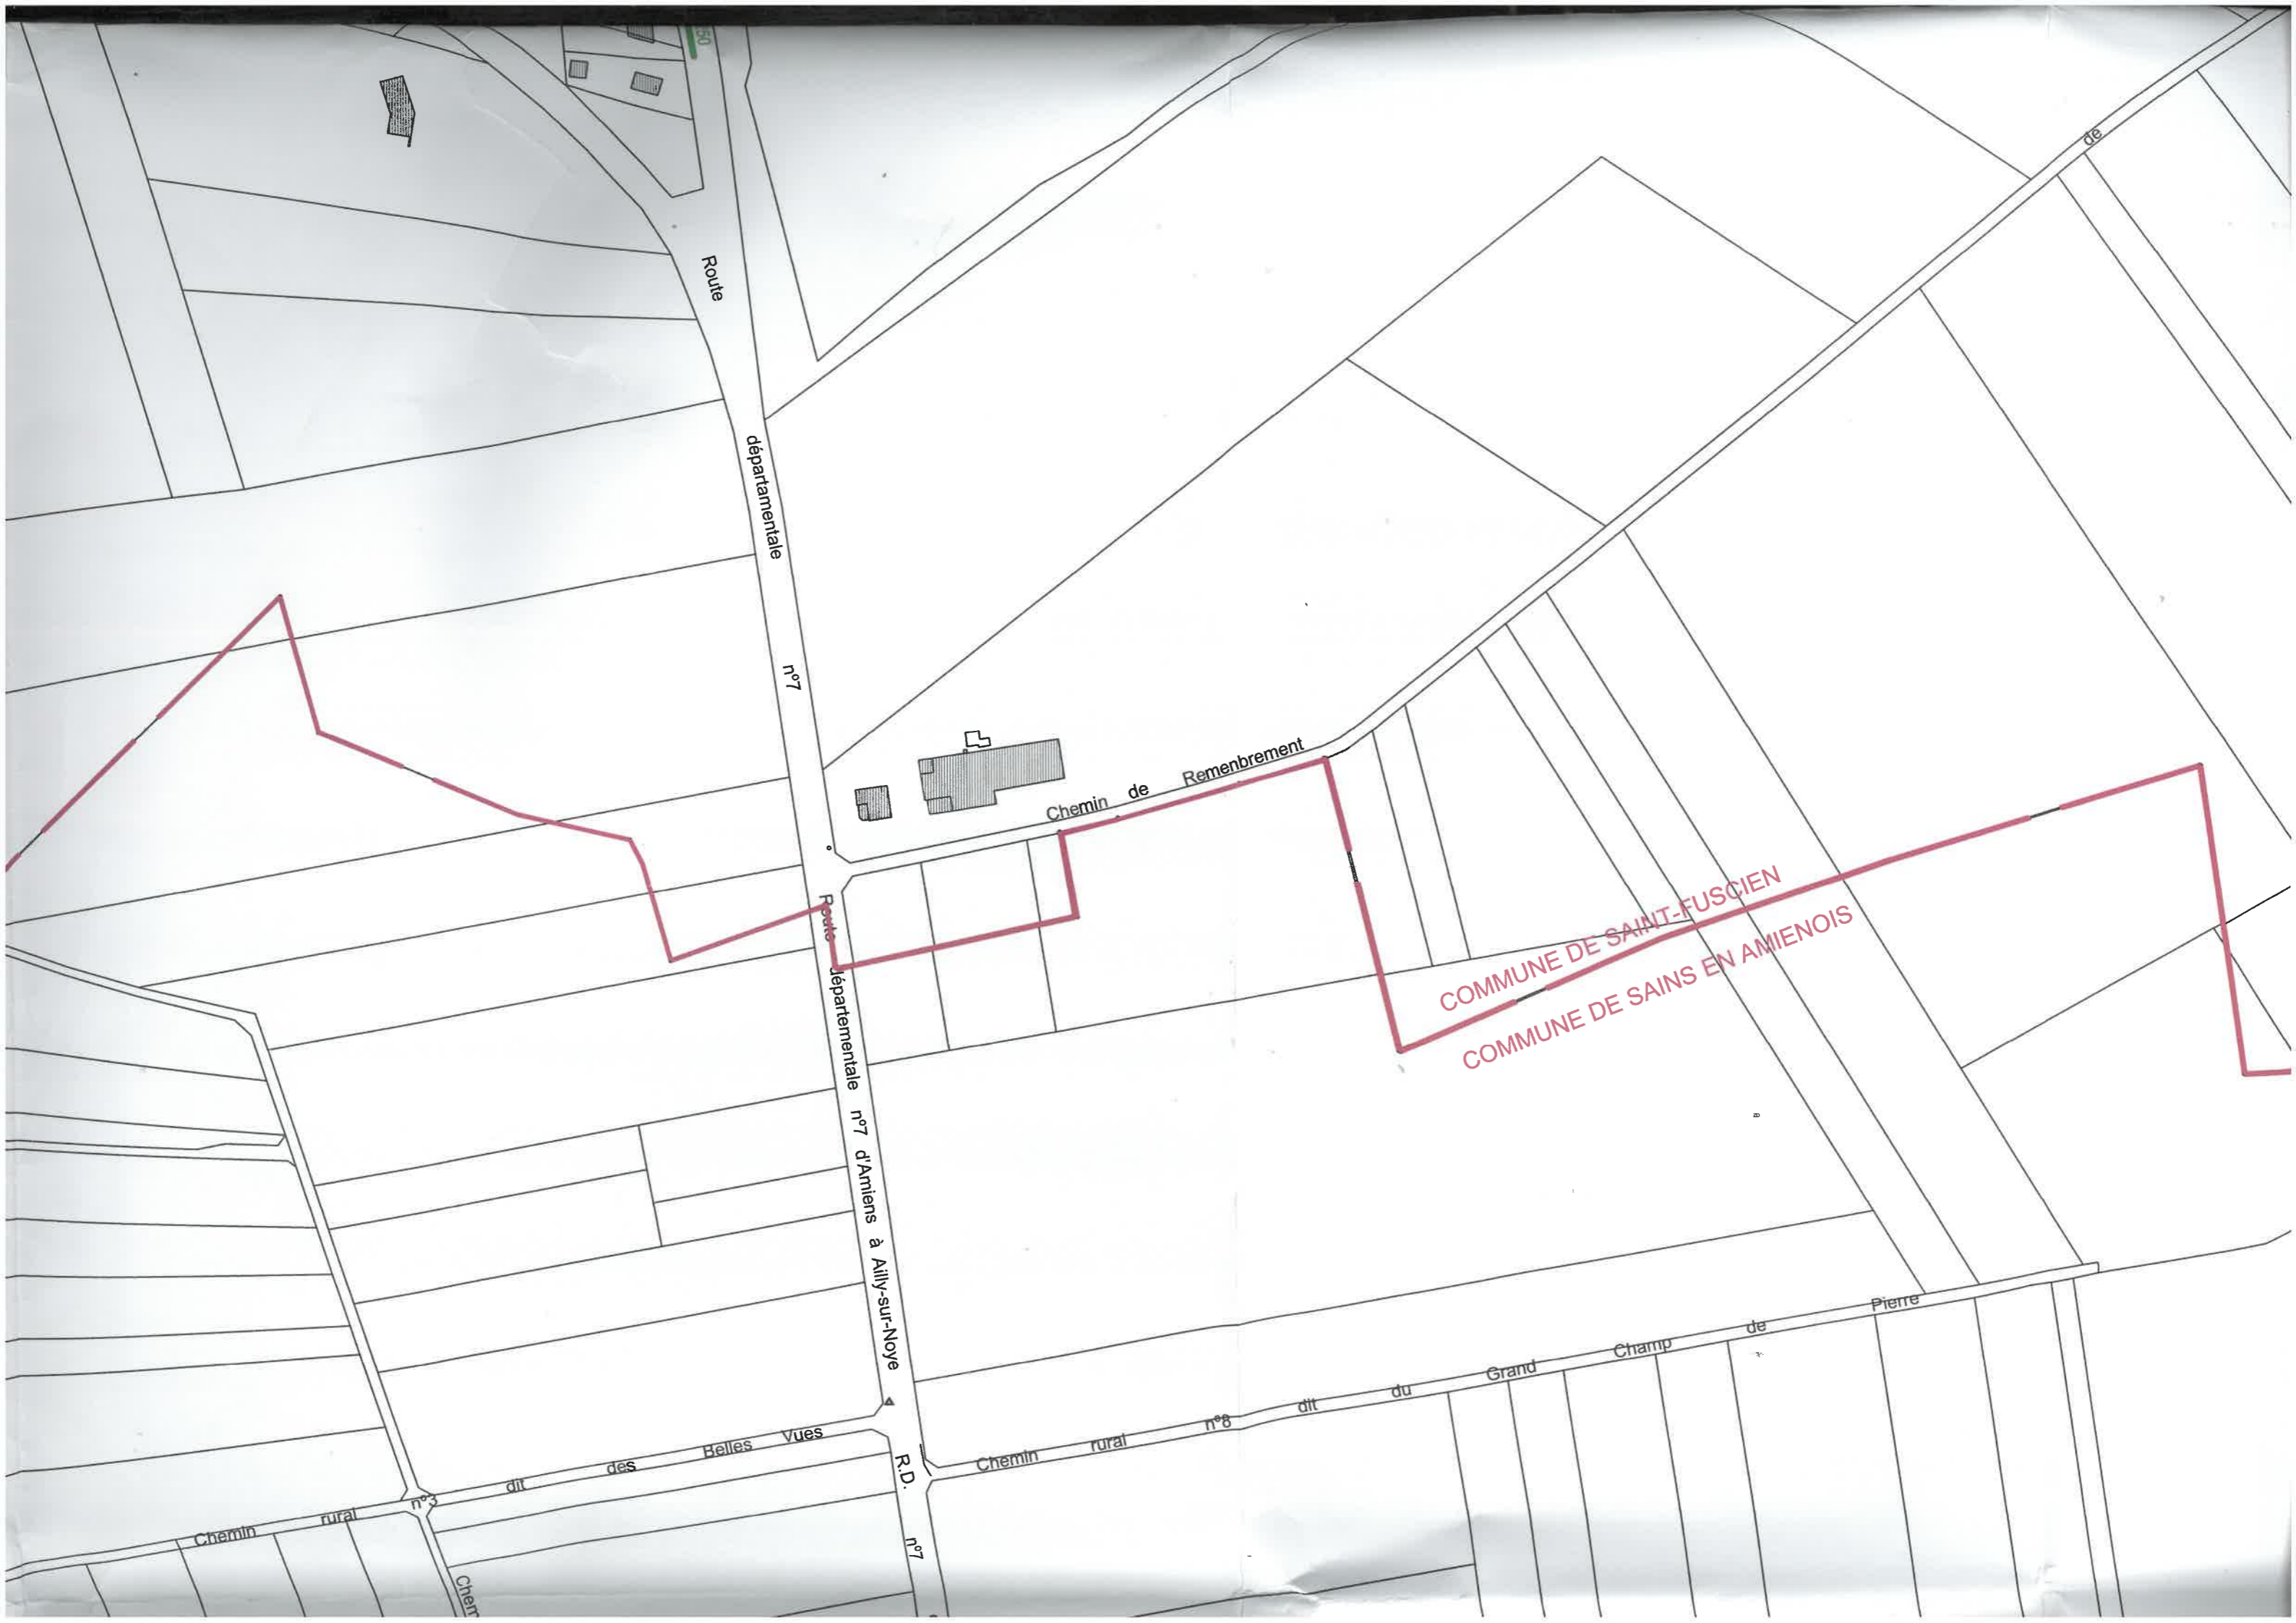 50
de
Route
départamentale
n°7
Chemin de Remenbrement
Route départementale n°7 d'Amiens à Ailly-sur-Noye
COMMUNE DE SAINT-FUSCIEN
COMMUNE DE SAINS EN AMIENOIS
Chemin rural n°8 dit du Grand Champ de Pierre
Chemin rural n°3 dit des Belles Vues
R.D. n°7
Chem